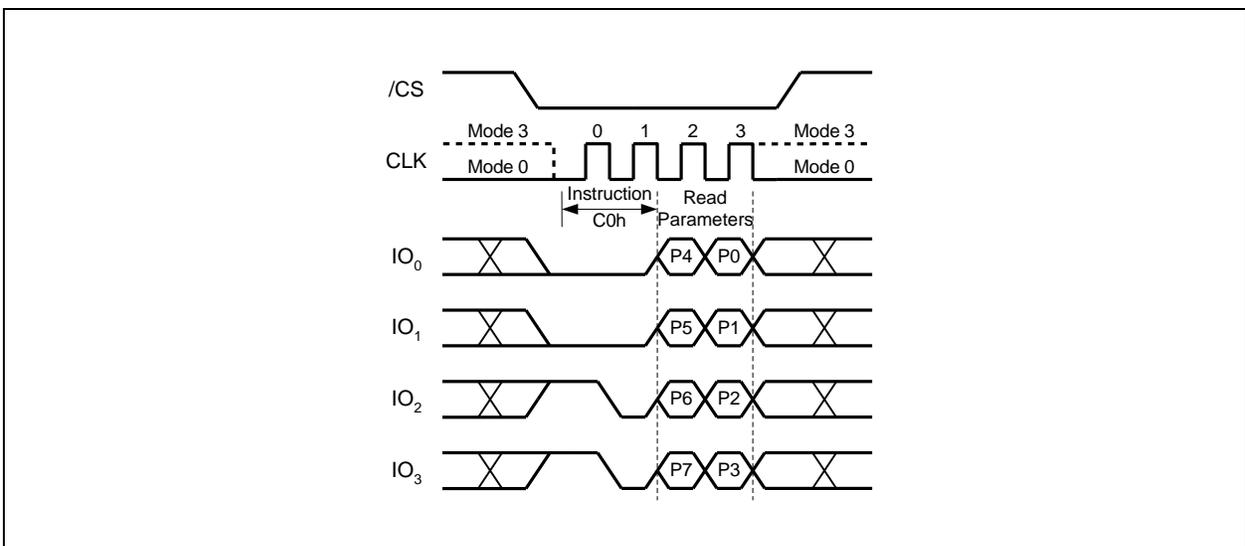 /CS
Mode 3 0 1 2 3 Mode 3
CLK
Mode 0 Mode 0
Instruction Read
C0h Parameters
IO0 P4 P0
IO1 P5 P1
IO2 P6 P2
IO3 P7 P3